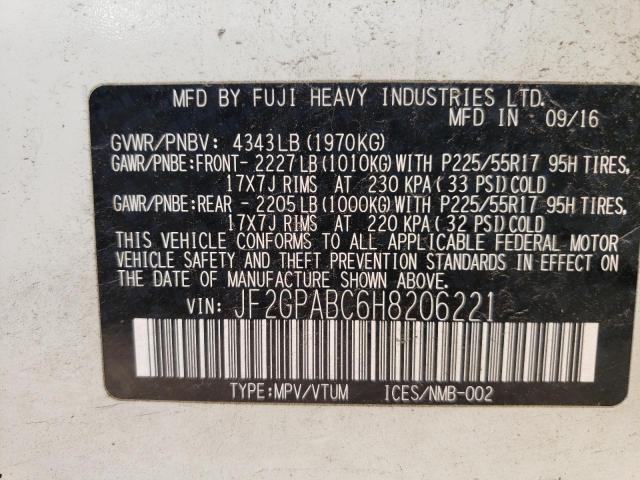 MFD BY FUJI HEAVY INDUSTRIES LTD.
MFD IN 09/16
GVWR/PNBV: 4343LB (1970KG)
GAWR/PNBE: FRONT- 2227LB (1010KG) WITH P225/55R17 95H TIRES,
17X7J RIMS AT 230 KPA (33 PSI) COLD
GAWR/PNBE: REAR - 2205LB (1000KG) WITH P225/55R17 95H TIRES,
17X7J RIMS AT 220 KPA (32 PSI) COLD
THIS VEHICLE CONFORMS TO ALL APPLICABLE FEDERAL MOTOR
VEHICLE SAFETY AND THEFT PREVENTION STANDARDS IN EFFECT ON
THE DATE OF MANUFACTURE SHOWN ABOVE.
VIN: JF2GPABC6H8206221
TYPE: MPV/VTUM ICES/NMB-002